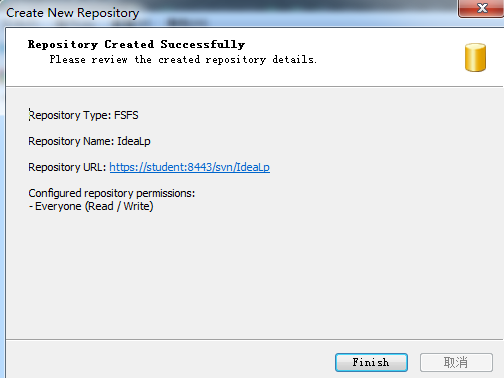 Create New Repository
Repository Created Successfully
Please review the created repository details.
Repository Type: FSFS
Repository Name: IdeaLp
Repository URL: https://student:8443/svn/IdeaLp
Configured repository permissions:
- Everyone (Read / Write)
Finish
取消